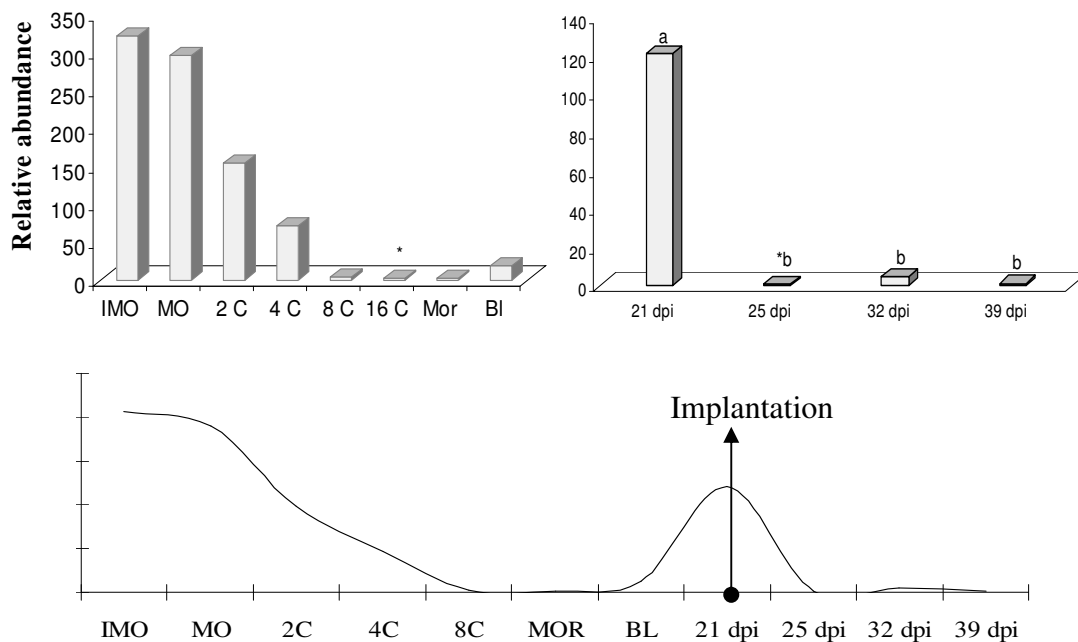 Relative abundance
350
300
250
200
150
100
50
0
*
IMO MO 2 C 4 C 8 C 16 C Mor Bl
140
120
100
80
60
40
20
0
a
*b
b
b
21 dpi 25 dpi 32 dpi 39 dpi
Implantation
IMO MO 2C 4C 8C MOR BL 21 dpi 25 dpi 32 dpi 39 dpi